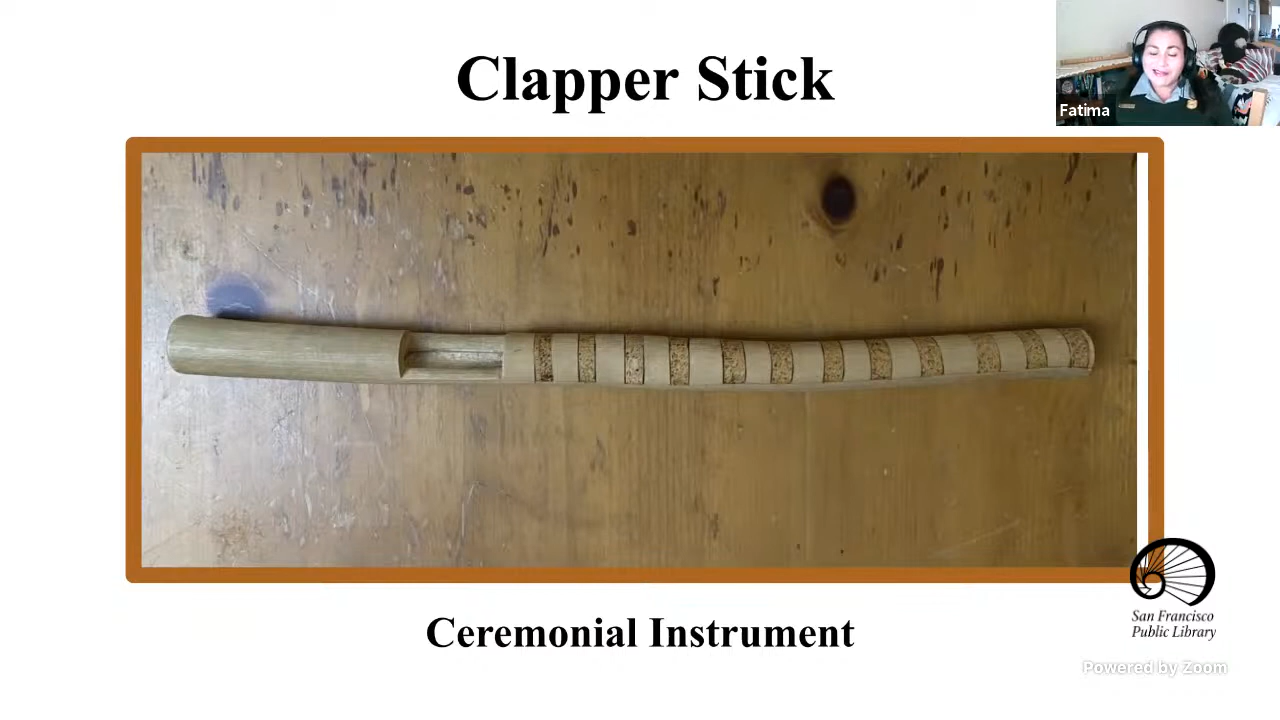 Clapper Stick
Fatima
Ceremonial Instrument
San Francisco
Public Library
Powered by Zoom